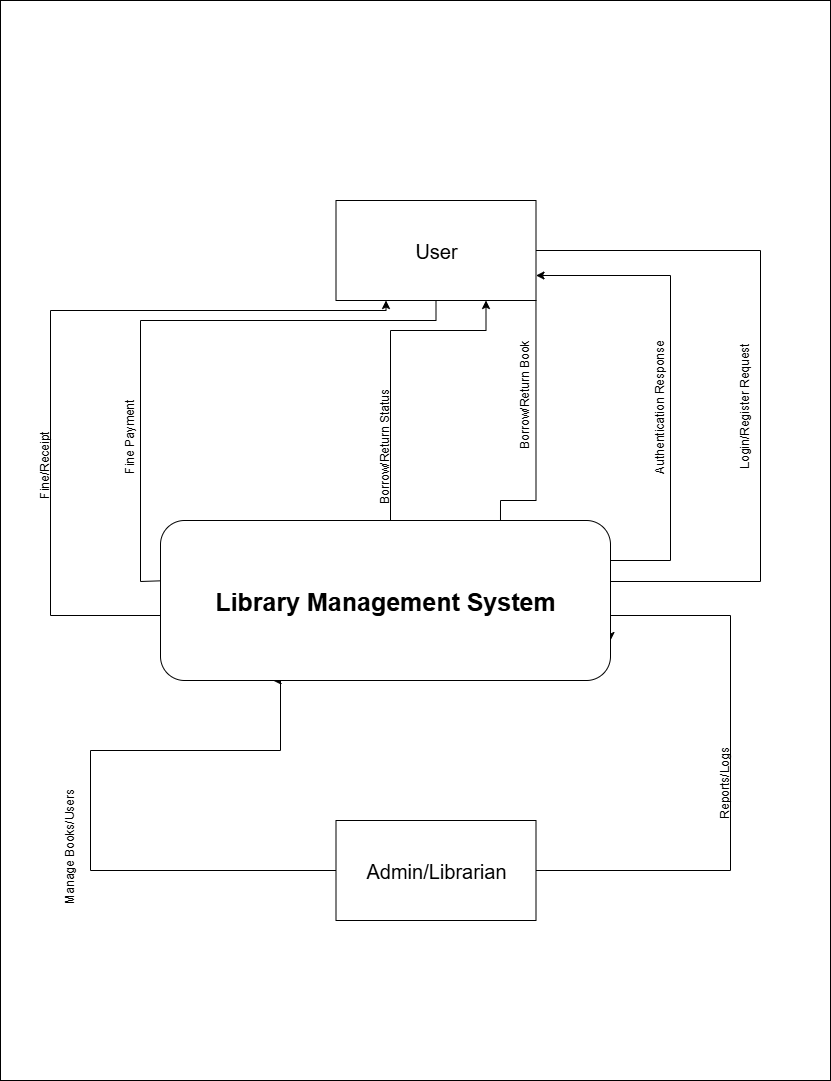 User
Fine/Receipt
Fine Payment
Borrow/Return Status
Borrow/Return Book
Authentication Response
Login/Register Request
Library Management System
Manage Books/Users
Reports/Logs
Admin/Librarian